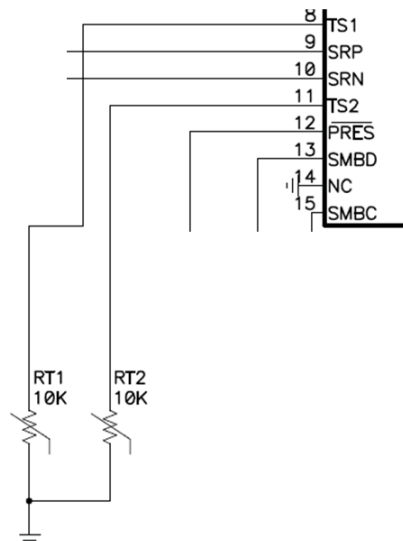 8 TS1
9 SRP
10 SRN
11 TS2
12 PRES
13 SMBD
14 NC
15 SMBC
RT1 RT2
10K 10K